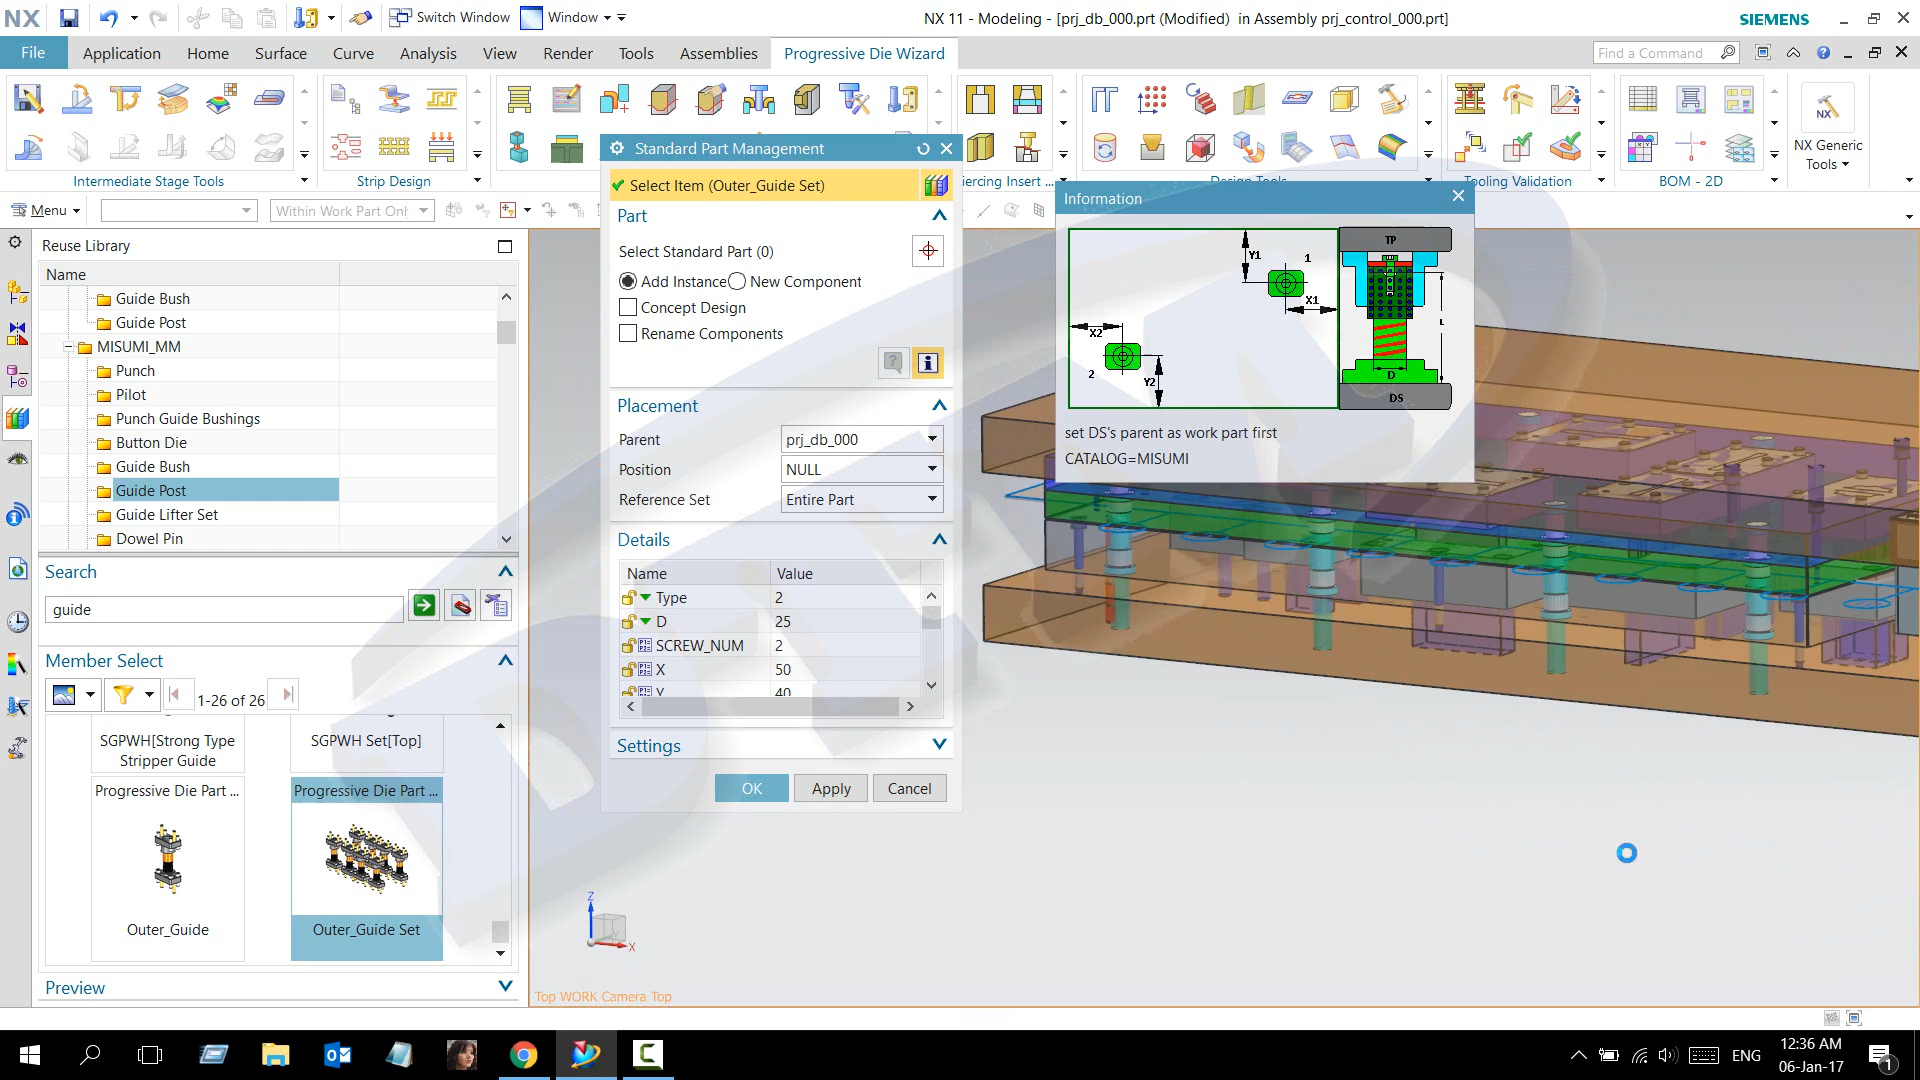 NX
Switch Window
Window
NX 11 - Modeling - [prj_db_000.prt (Modified)  in Assembly prj_control_000.prt]
SIEMENS
File
Application
Home
Surface
Curve
Analysis
View
Render
Tools
Assemblies
Progressive Die Wizard
Find a Command
Intermediate Stage Tools
Strip Design
Tooling Validation
BOM - 2D
NX Generic
Tools
Menu
Within Work Part Onl
Reuse Library
Name
Guide Bush
Guide Post
MISUMI_MM
Punch
Pilot
Punch Guide Bushings
Button Die
Guide Bush
Guide Post
Guide Lifter Set
Dowel Pin
Search
guide
Member Select
1-26 of 26
SGPWH[Strong Type
Stripper Guide
SGPWH Set[Top]
Progressive Die Part ...
Progressive Die Part ...
Outer_Guide
Outer_Guide Set
Preview
Standard Part Management
Select Item (Outer_Guide Set)
Part
Select Standard Part (0)
Add Instance
New Component
Concept Design
Rename Components
Placement
Parent
prj_db_000
Position
NULL
Reference Set
Entire Part
Details
Name
Value
Type
2
D
25
SCREW_NUM
2
X
50
Y
40
Settings
OK
Apply
Cancel
Information
Y1
1
X1
X2
2
Y2
TP
L
D
DS
set DS's parent as work part first
CATALOG=MISUMI
Z
X
Top WORK Camera Top
ENG
12:36 AM
06-Jan-17
1